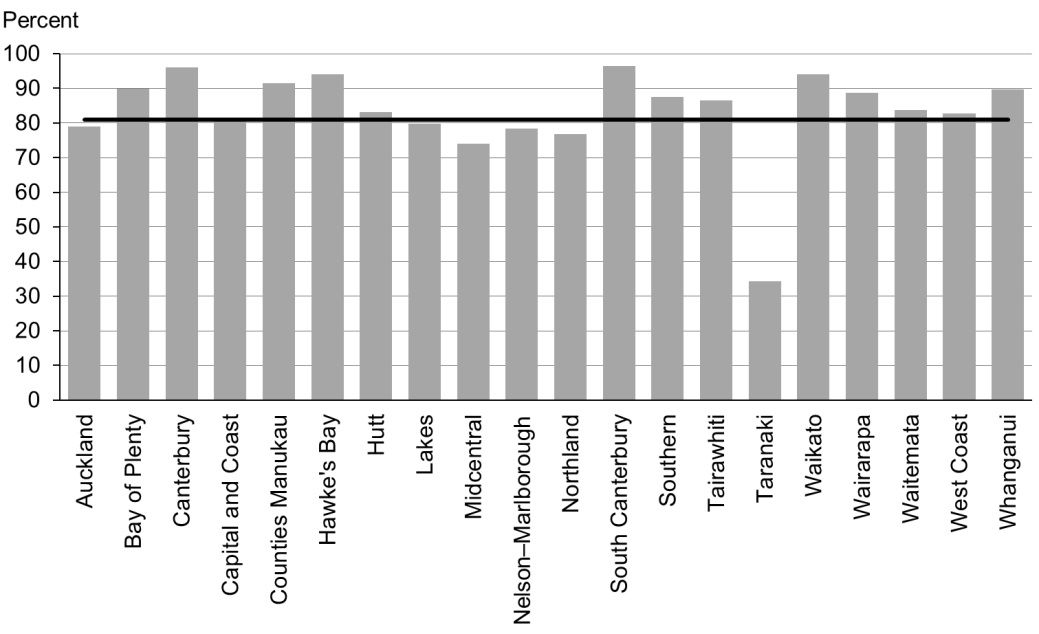 Percent
100
90
80
70
60
50
40
30
20
10
0
Auckland
Bay of Plenty
Canterbury
Capital and Coast
Counties Manukau
Hawke's Bay
Hutt
Lakes
Midcentral
Nelson–Marlborough
Northland
South Canterbury
Southern
Tairawhiti
Taranaki
Waikato
Wairarapa
Waitemata
West Coast
Whanganui